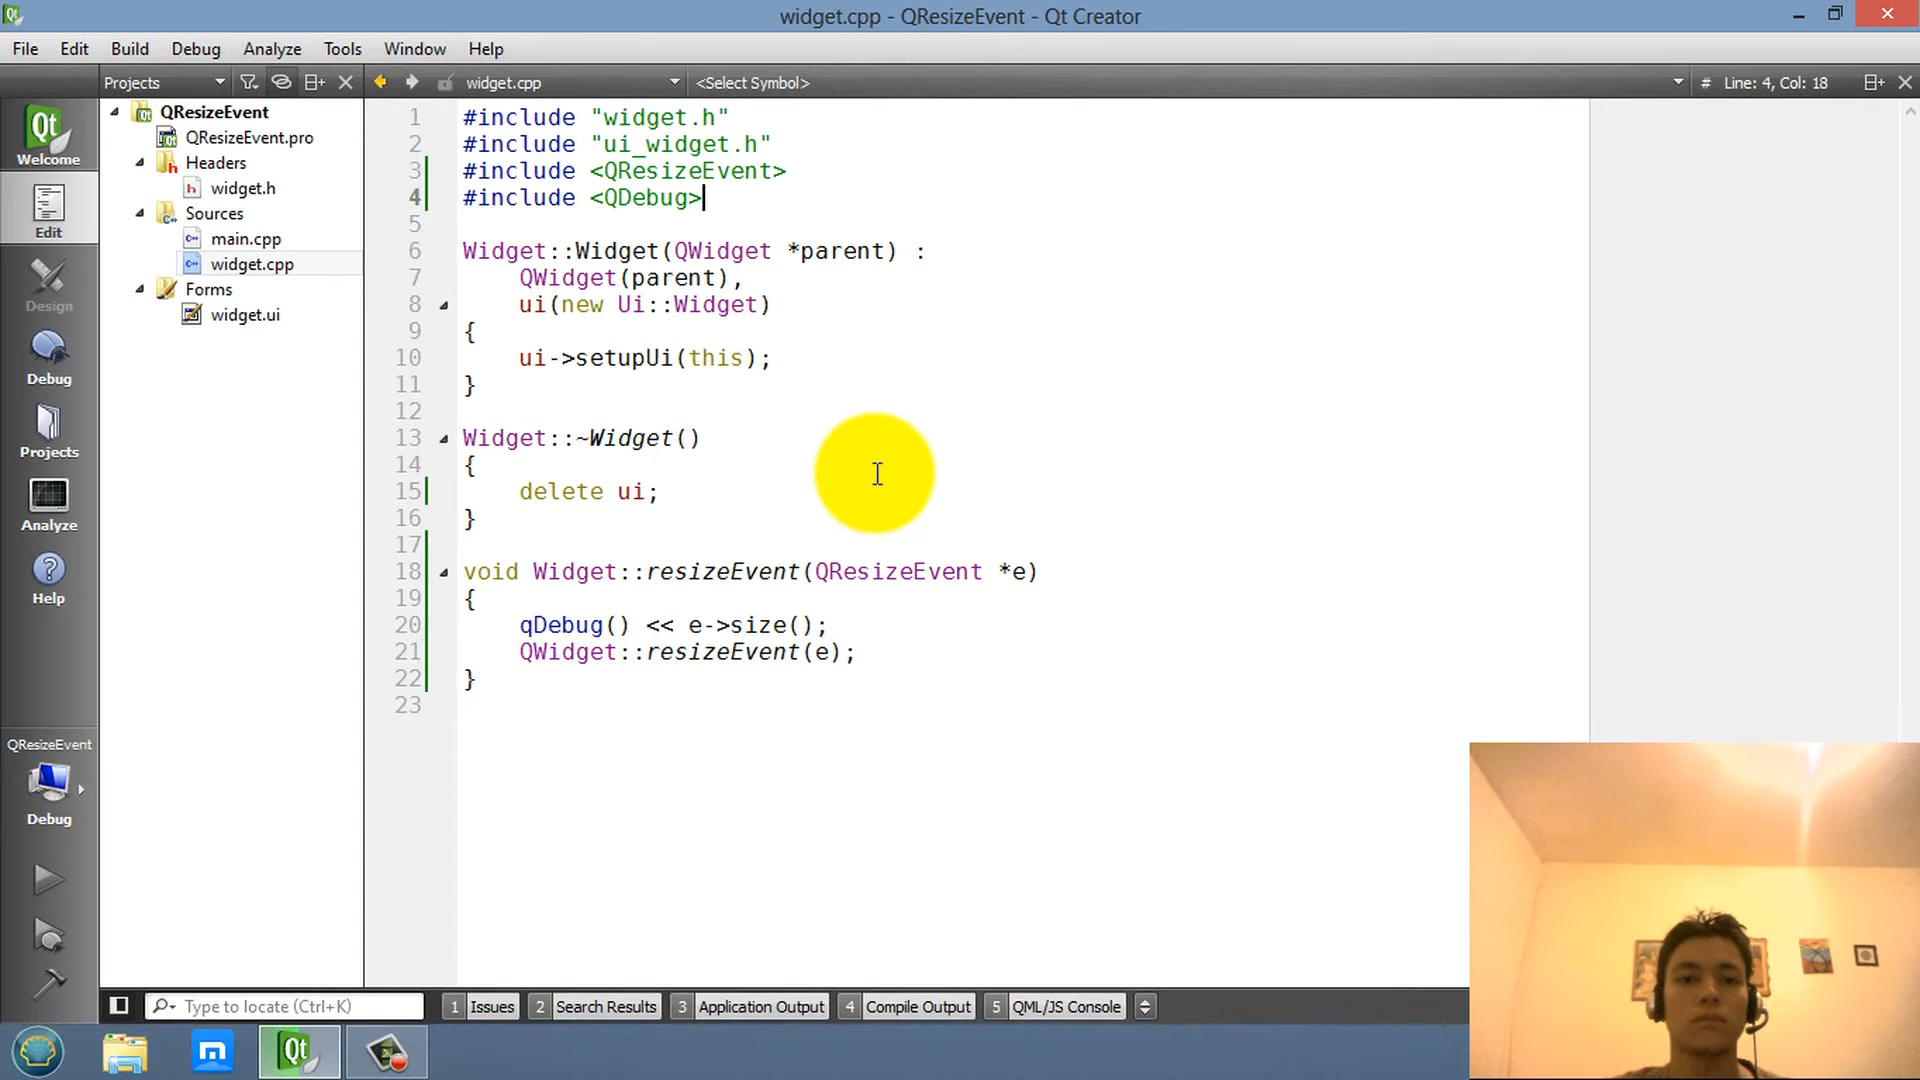 widget.cpp - QResizeEvent - Qt Creator
File Edit Build Debug Analyze Tools Window Help
Projects widget.cpp <Select Symbol> # Line: 4, Col: 18
Qt
Welcome
Edit
Design
Debug
Projects
Analyze
Help
QResizeEvent
Debug
QResizeEvent
QResizeEvent.pro
Headers
widget.h
Sources
main.cpp
widget.cpp
Forms
widget.ui
1 #include "widget.h"
2 #include "ui_widget.h"
3 #include <QResizeEvent>
4 #include <QDebug>
5
6 Widget::Widget(QWidget *parent) :
7 QWidget(parent),
8 ui(new Ui::Widget)
9 {
10 ui->setupUi(this);
11 }
12
13 Widget::~Widget()
14 {
15 delete ui;
16 }
17
18 void Widget::resizeEvent(QResizeEvent *e)
19 {
20 qDebug() << e->size();
21 QWidget::resizeEvent(e);
22 }
23
Type to locate (Ctrl+K) 1 Issues 2 Search Results 3 Application Output 4 Compile Output 5 QML/JS Console
Qt